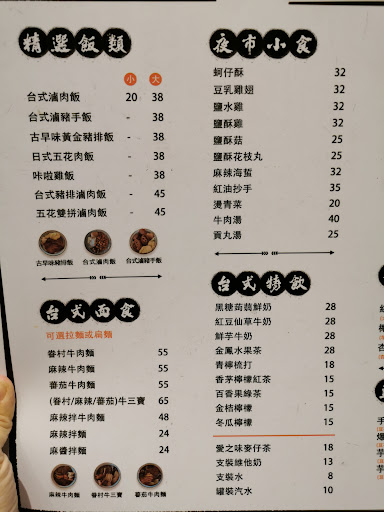 精選飯類
小 大
台式滷肉飯 20 38
台式滷豬手飯 - 38
古早味黃金豬排飯 - 38
日式五花肉飯 - 38
咔啦雞飯 - 38
台式豬排滷肉飯 - 45
五花雙拼滷肉飯 - 45
古早味豬排飯 台式滷肉飯 台式滷豬手飯
台式面食
可選拉麵或扁麵
眷村牛肉麵 55
麻辣牛肉麵 55
蕃茄牛肉麵 55
(眷村/麻辣/蕃茄)牛三寶 65
麻辣拌牛肉麵 48
麻辣拌麵 24
麻醬拌麵 24
麻辣牛肉麵 眷村牛三寶 蕃茄牛肉麵
夜市小食
蚵仔酥 32
豆乳雞翅 32
鹽水雞 32
鹽酥雞 32
鹽酥菇 25
鹽酥花枝丸 25
麻辣海蜇 32
紅油抄手 35
燙青菜 20
牛肉湯 40
貢丸湯 25
台式特飲
黑糖蒟蒻鮮奶 28
紅豆仙草牛奶 28
鮮芋牛奶 28
金鳳水果茶 28
青檸梳打 18
香茅檸檬紅茶 15
百香果綠茶 15
金桔檸檬 15
冬瓜檸檬 15
愛之味麥仔茶 18
支裝維他奶 13
支裝水 8
罐裝汽水 10